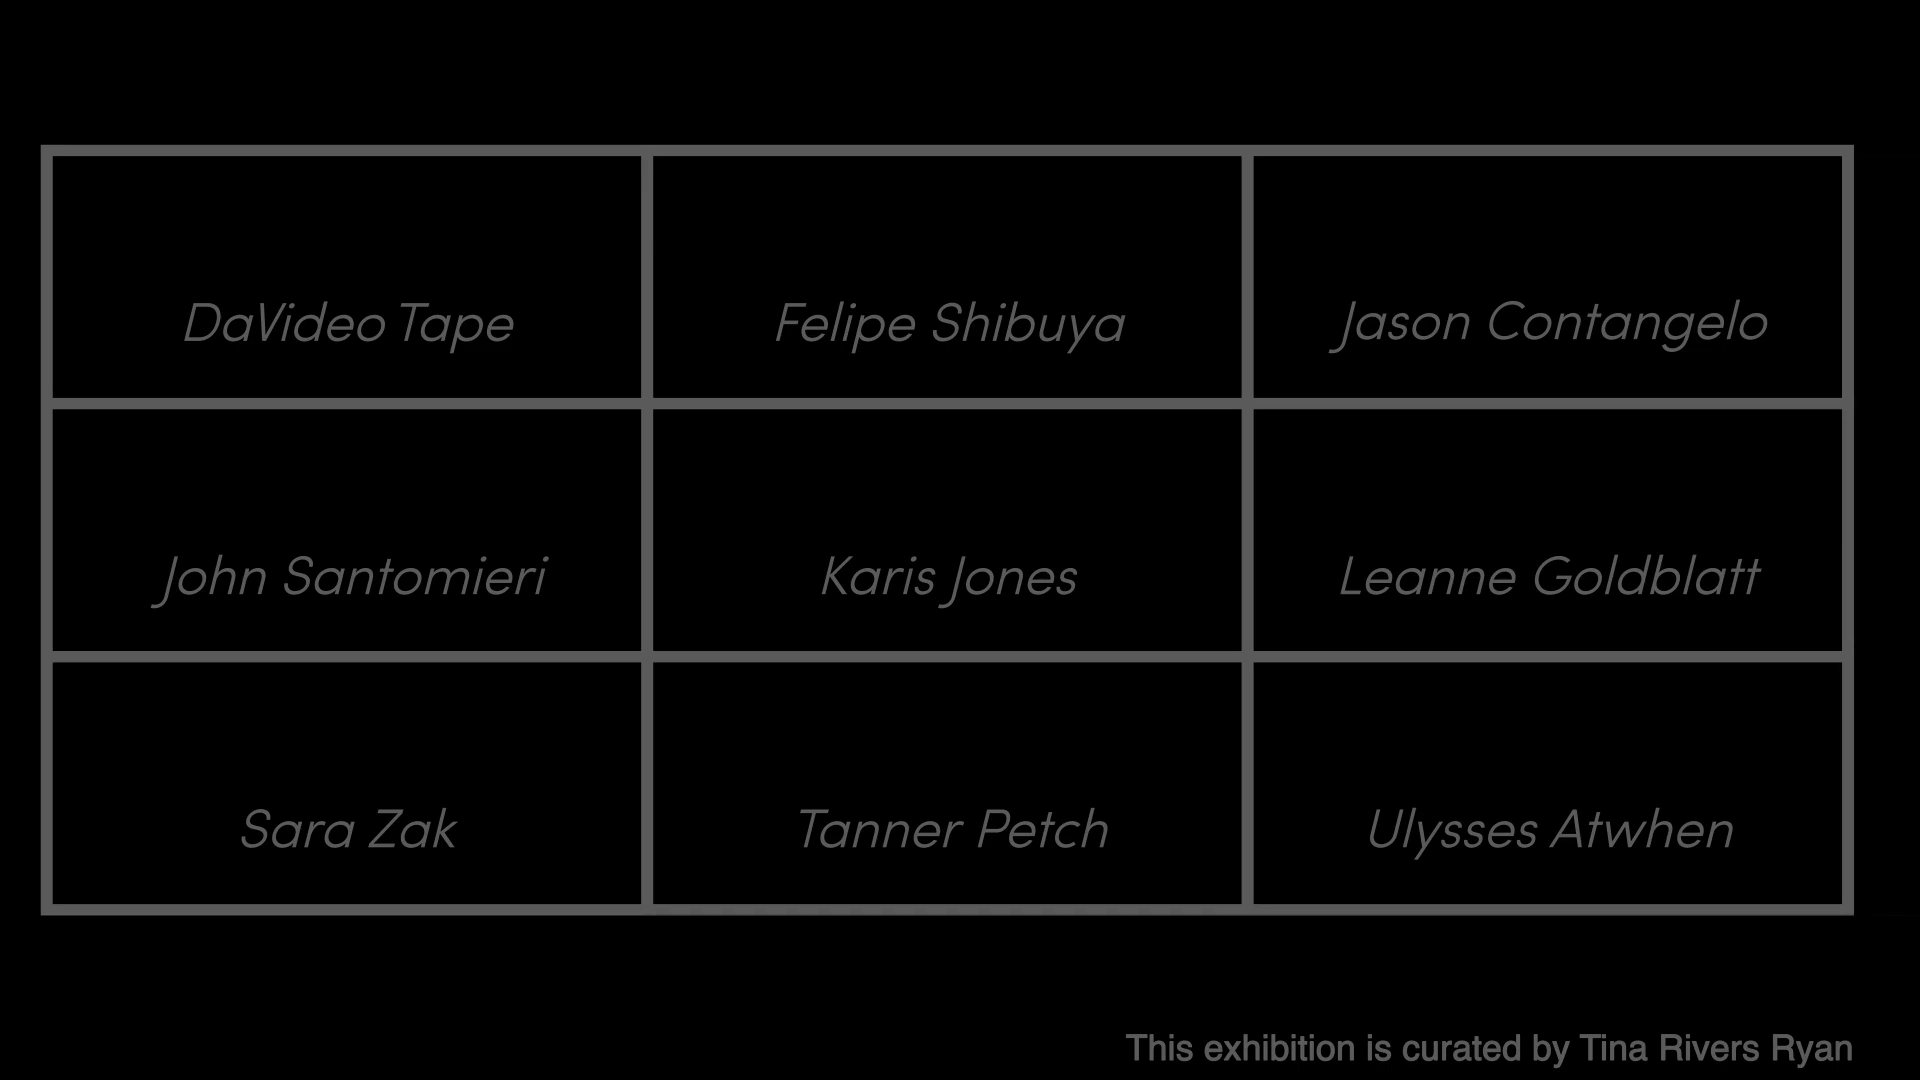 DaVideo Tape
Felipe Shibuya
Jason Contangelo
John Santomieri
Karis Jones
Leanne Goldblatt
Sara Zak
Tanner Petch
Ulysses Atwhen
This exhibition is curated by Tina Rivers Ryan